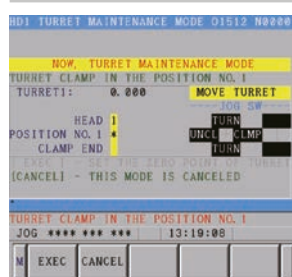 HD1 TURRET MAINTENANCE MODE O1512 N0000
NOW, TURRET MAINTENANCE MODE
TURRET CLAMP IN THE POSITION NO. 1
TURRET1: 0.000 MOVE TURRET
JOG SW
HEAD 1 TURN
POSITION NO. 1 * UNCL CLMP
CLAMP END TURN
[EXEC ] - SET THE ZERO POINT OF TURRET
[CANCEL] - THIS MODE IS CANCELED
TURRET CLAMP IN THE POSITION NO. 1
JOG **** *** *** 13:19:08
M EXEC CANCEL